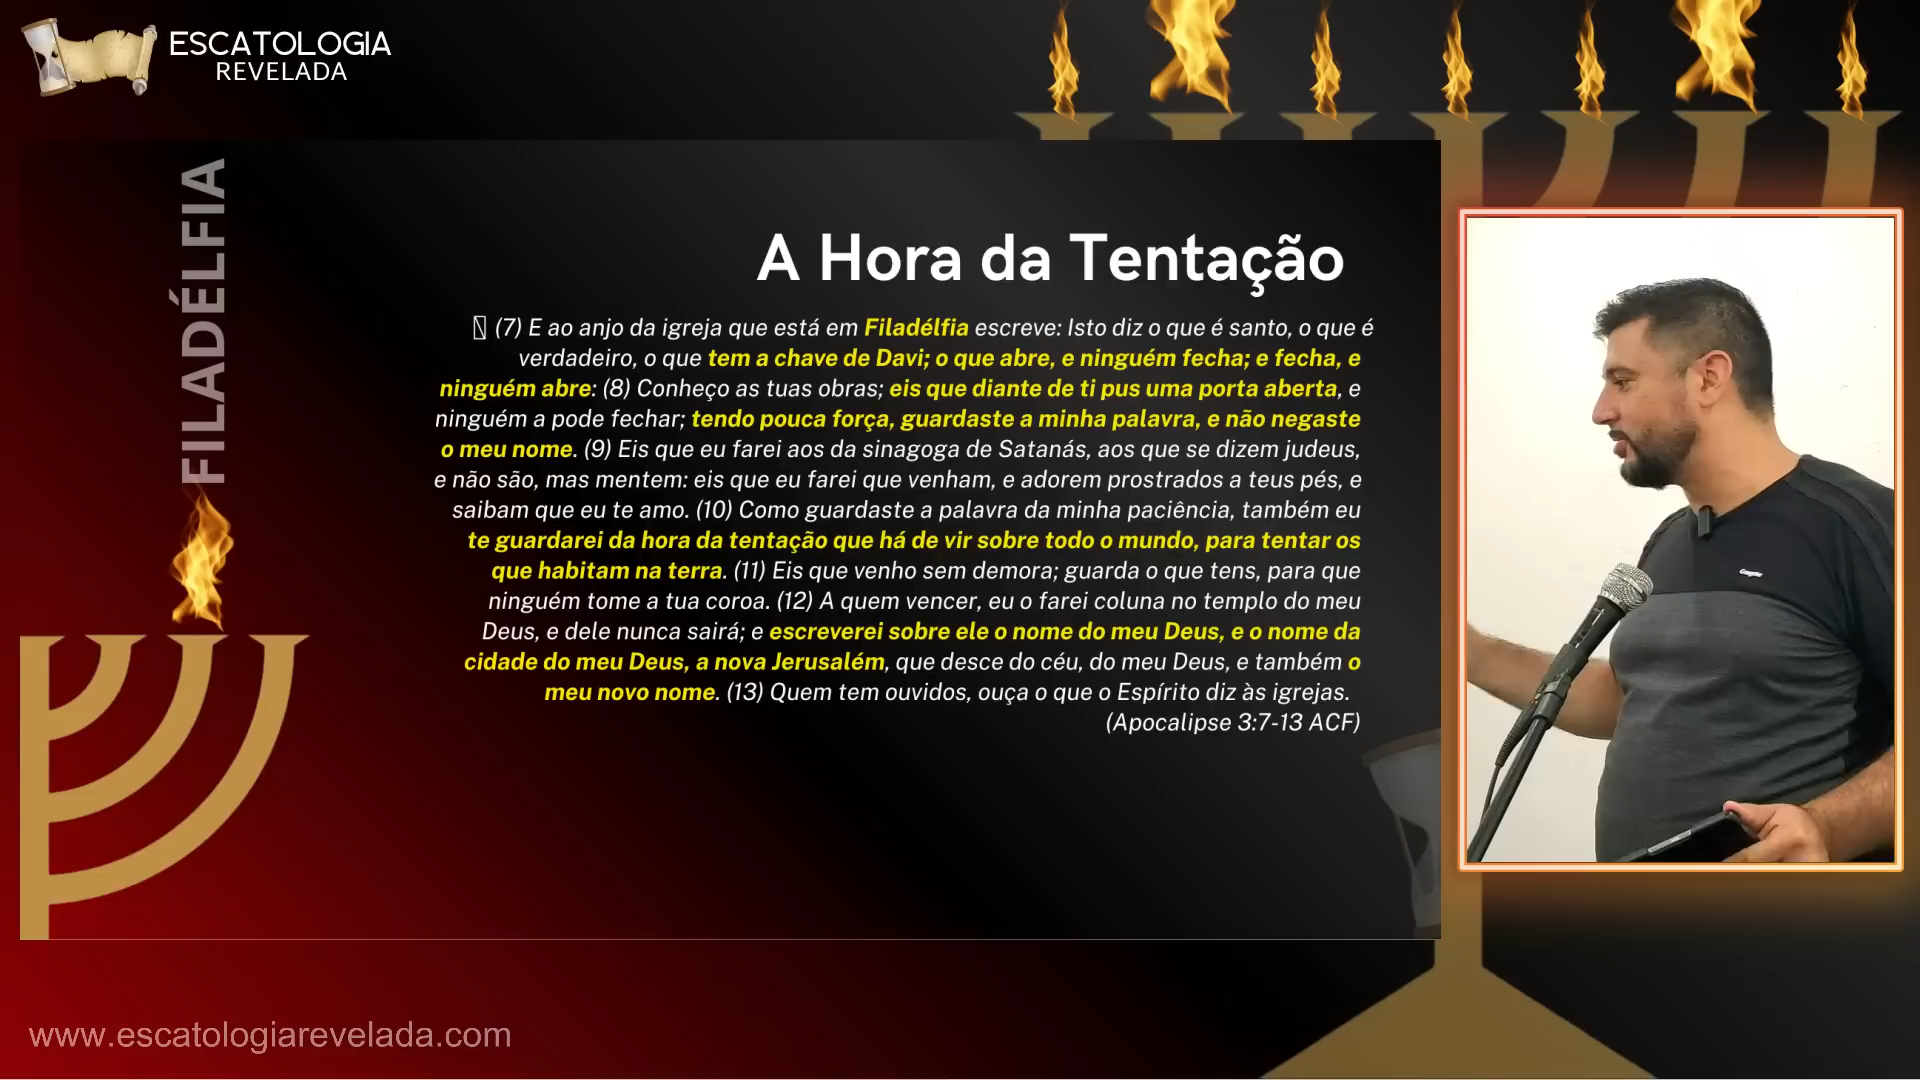 ESCATOLOGIA
REVELADA
FILADÉLFIA
A Hora da Tentação
(7) E ao anjo da igreja que está em Filadélfia escreve: Isto diz o que é santo, o que é
verdadeiro, o que tem a chave de Davi; o que abre, e ninguém fecha; e fecha, e
ninguém abre: (8) Conheço as tuas obras; eis que diante de ti pus uma porta aberta, e
ninguém a pode fechar; tendo pouca força, guardaste a minha palavra, e não negaste
o meu nome. (9) Eis que eu farei aos da sinagoga de Satanás, aos que se dizem judeus,
e não são, mas mentem: eis que eu farei que venham, e adorem prostrados a teus pés, e
saibam que eu te amo. (10) Como guardaste a palavra da minha paciência, também eu
te guardarei da hora da tentação que há de vir sobre todo o mundo, para tentar os
que habitam na terra. (11) Eis que venho sem demora; guarda o que tens, para que
ninguém tome a tua coroa. (12) A quem vencer, eu o farei coluna no templo do meu
Deus, e dele nunca sairá; e escreverei sobre ele o nome do meu Deus, e o nome da
cidade do meu Deus, a nova Jerusalém, que desce do céu, do meu Deus, e também o
meu novo nome. (13) Quem tem ouvidos, ouça o que o Espírito diz às igrejas.
(Apocalipse 3:7-13 ACF)
www.escatologiarevelada.com